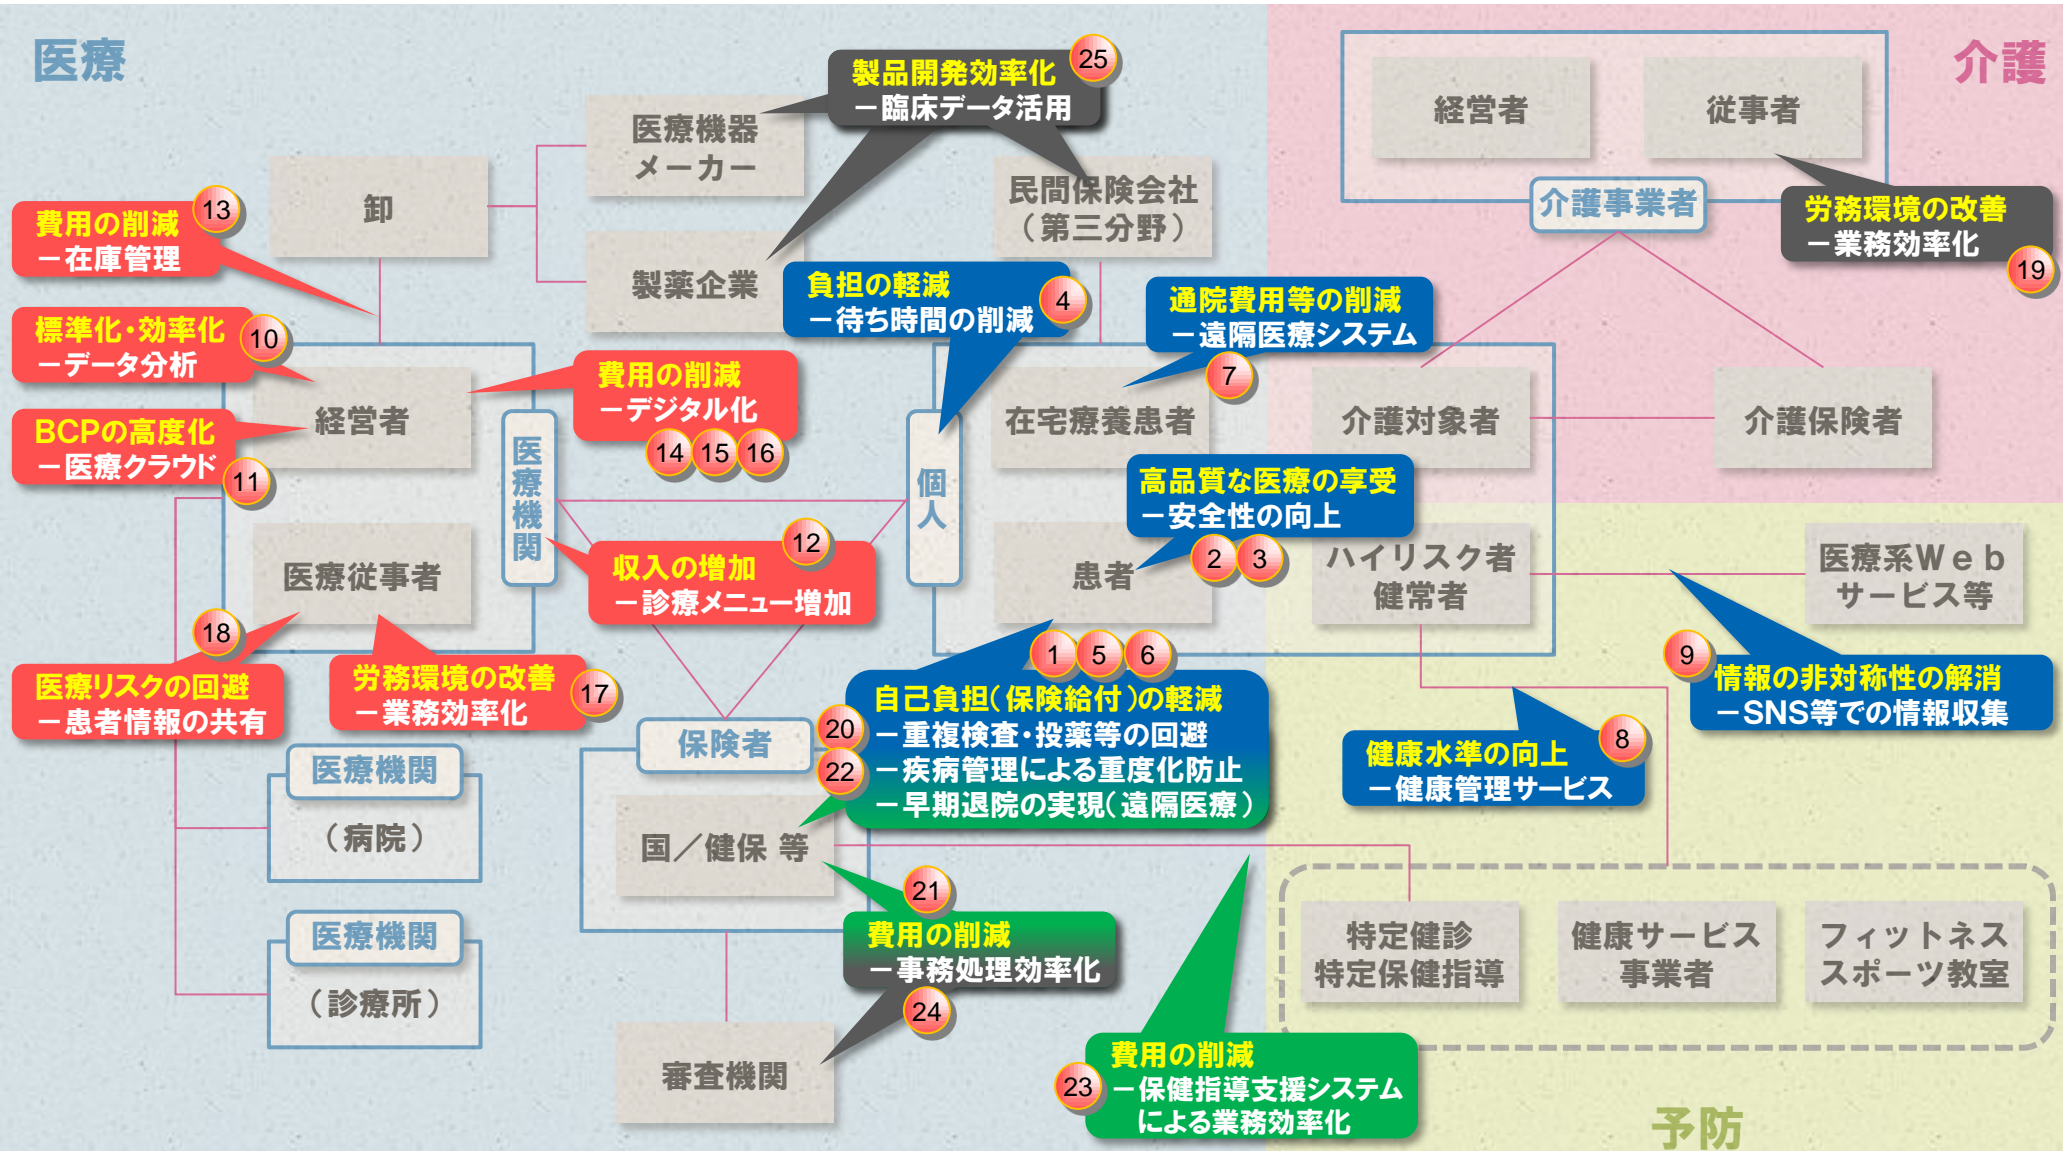 医療
介護
製品開発効率化
－臨床データ活用
25
経営者
従事者
介護事業者
労務環境の改善
－業務効率化
19
医療機器
メーカー
卸
製薬企業
民間保険会社
（第三分野）
費用の削減
－在庫管理
13
標準化・効率化
－データ分析
10
BCPの高度化
－医療クラウド
11
経営者
費用の削減
－デジタル化
14
15
16
医療機関
医療従事者
収入の増加
－診療メニュー増加
12
18
医療リスクの回避
－患者情報の共有
労務環境の改善
－業務効率化
17
負担の軽減
－待ち時間の削減
4
通院費用等の削減
－遠隔医療システム
7
個人
在宅療養患者
介護対象者
介護保険者
高品質な医療の享受
－安全性の向上
2
3
患者
ハイリスク者
健常者
医療系Ｗｅｂ
サービス等
1
5
6
自己負担（保険給付）の軽減
－重複検査・投薬等の回避
－疾病管理による重度化防止
－早期退院の実現（遠隔医療）
20
22
9
情報の非対称性の解消
－SNS等での情報収集
8
健康水準の向上
－健康管理サービス
保険者
国／健保 等
医療機関
（病院）
医療機関
（診療所）
21
費用の削減
－事務処理効率化
24
審査機関
特定健診
特定保健指導
健康サービス
事業者
フィットネス
スポーツ教室
23
費用の削減
－保健指導支援システム
による業務効率化
予防